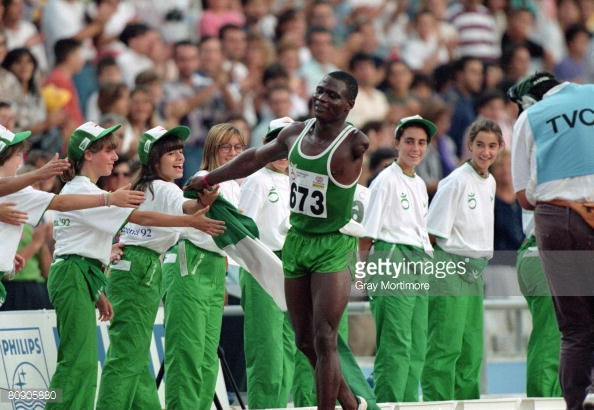 TVC
673
gettyimages®
Gray Mortimore
PHILIPS
80905880